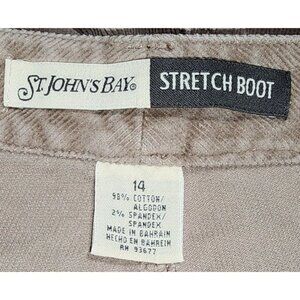 ST. JOHN'S BAY® STRETCH BOOT
14
98% COTTON/
ALGODON
2% SPANDEX/
SPANDEX
MADE IN BAHRAIN
HECHO EN BAHREIN
RN 93677